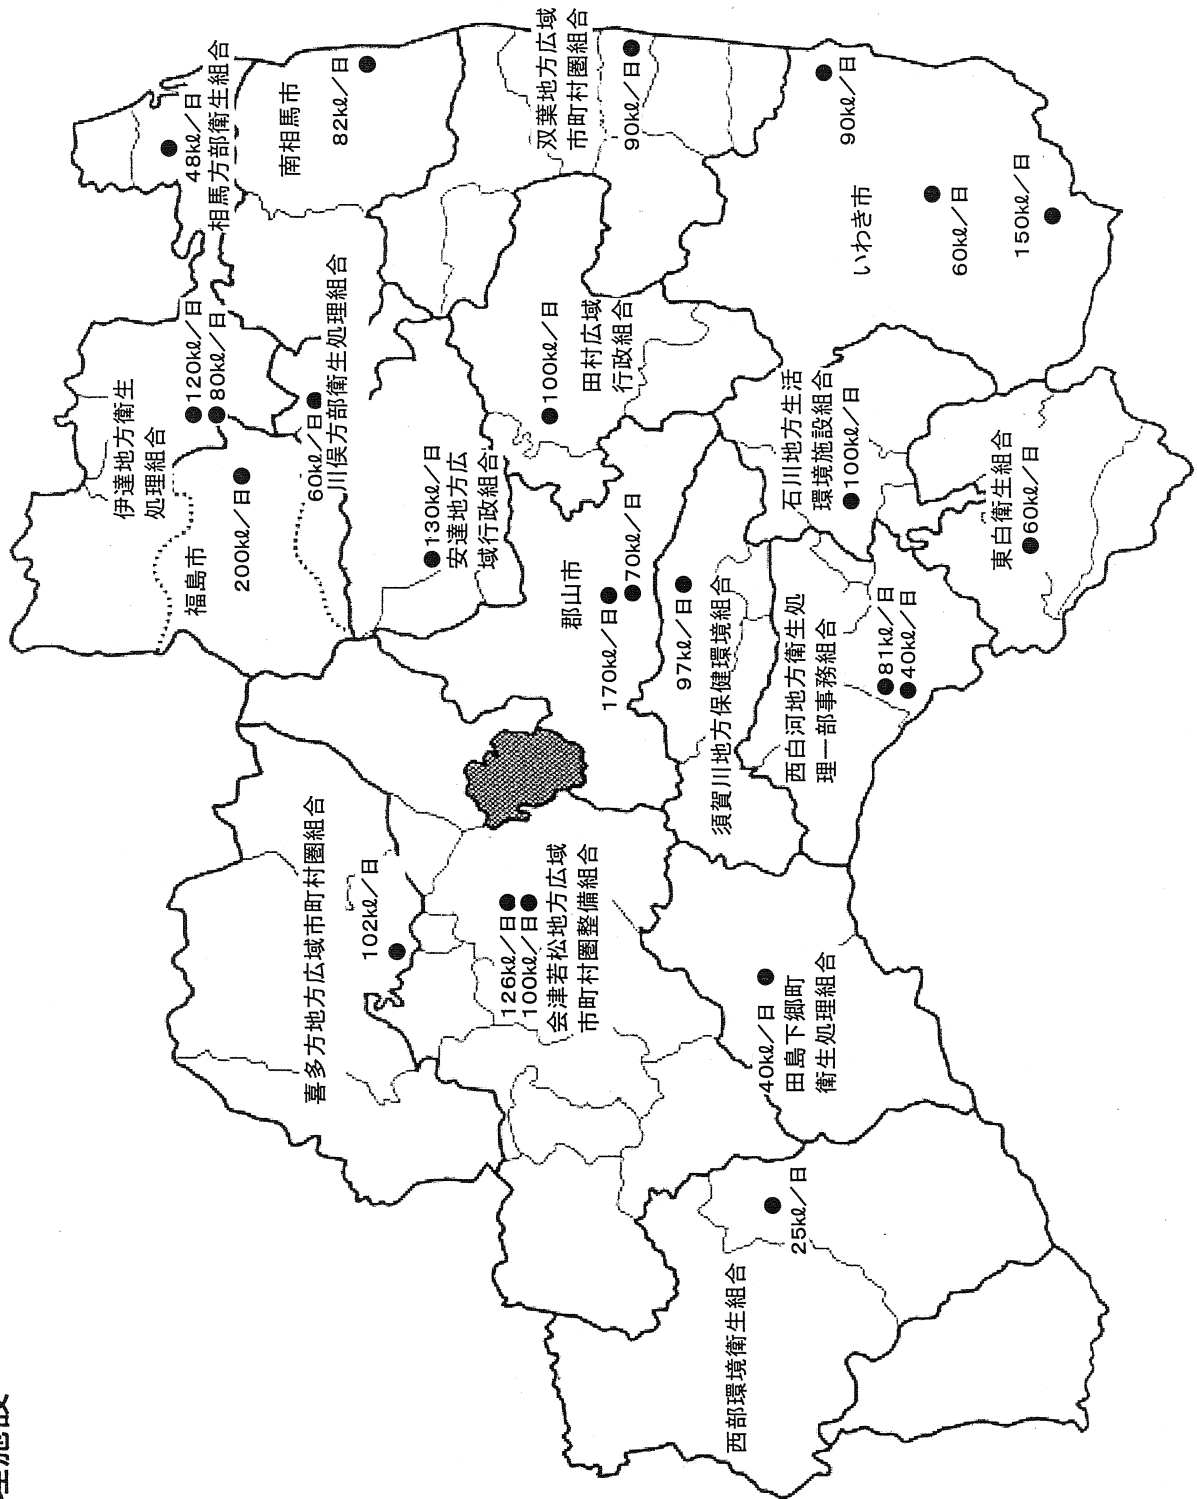 理施設
伊達地方衛生
処理組合
120kℓ/日
80kℓ/日
福島市
200kℓ/日
48kℓ/日
相馬方部衛生組合
南相馬市
82kℓ/日
60kℓ/日
川俣方部衛生処理組合
喜多方地方広域市町村圏組合
102kℓ/日
130kℓ/日
安達地方広
域行政組合
双葉地方広域
市町村圏組合
90kℓ/日
100kℓ/日
田村広域
行政組合
126kℓ/日
100kℓ/日
会津若松地方広域
市町村圏整備組合
郡山市
170kℓ/日
70kℓ/日
97kℓ/日
須賀川地方保健環境組合
西部環境衛生組合
25kℓ/日
40kℓ/日
田島下郷町
衛生処理組合
西白河地方衛生処
理一部事務組合
81kℓ/日
40kℓ/日
石川地方生活
環境施設組合
100kℓ/日
東白衛生組合
60kℓ/日
90kℓ/日
いわき市
60kℓ/日
150kℓ/日